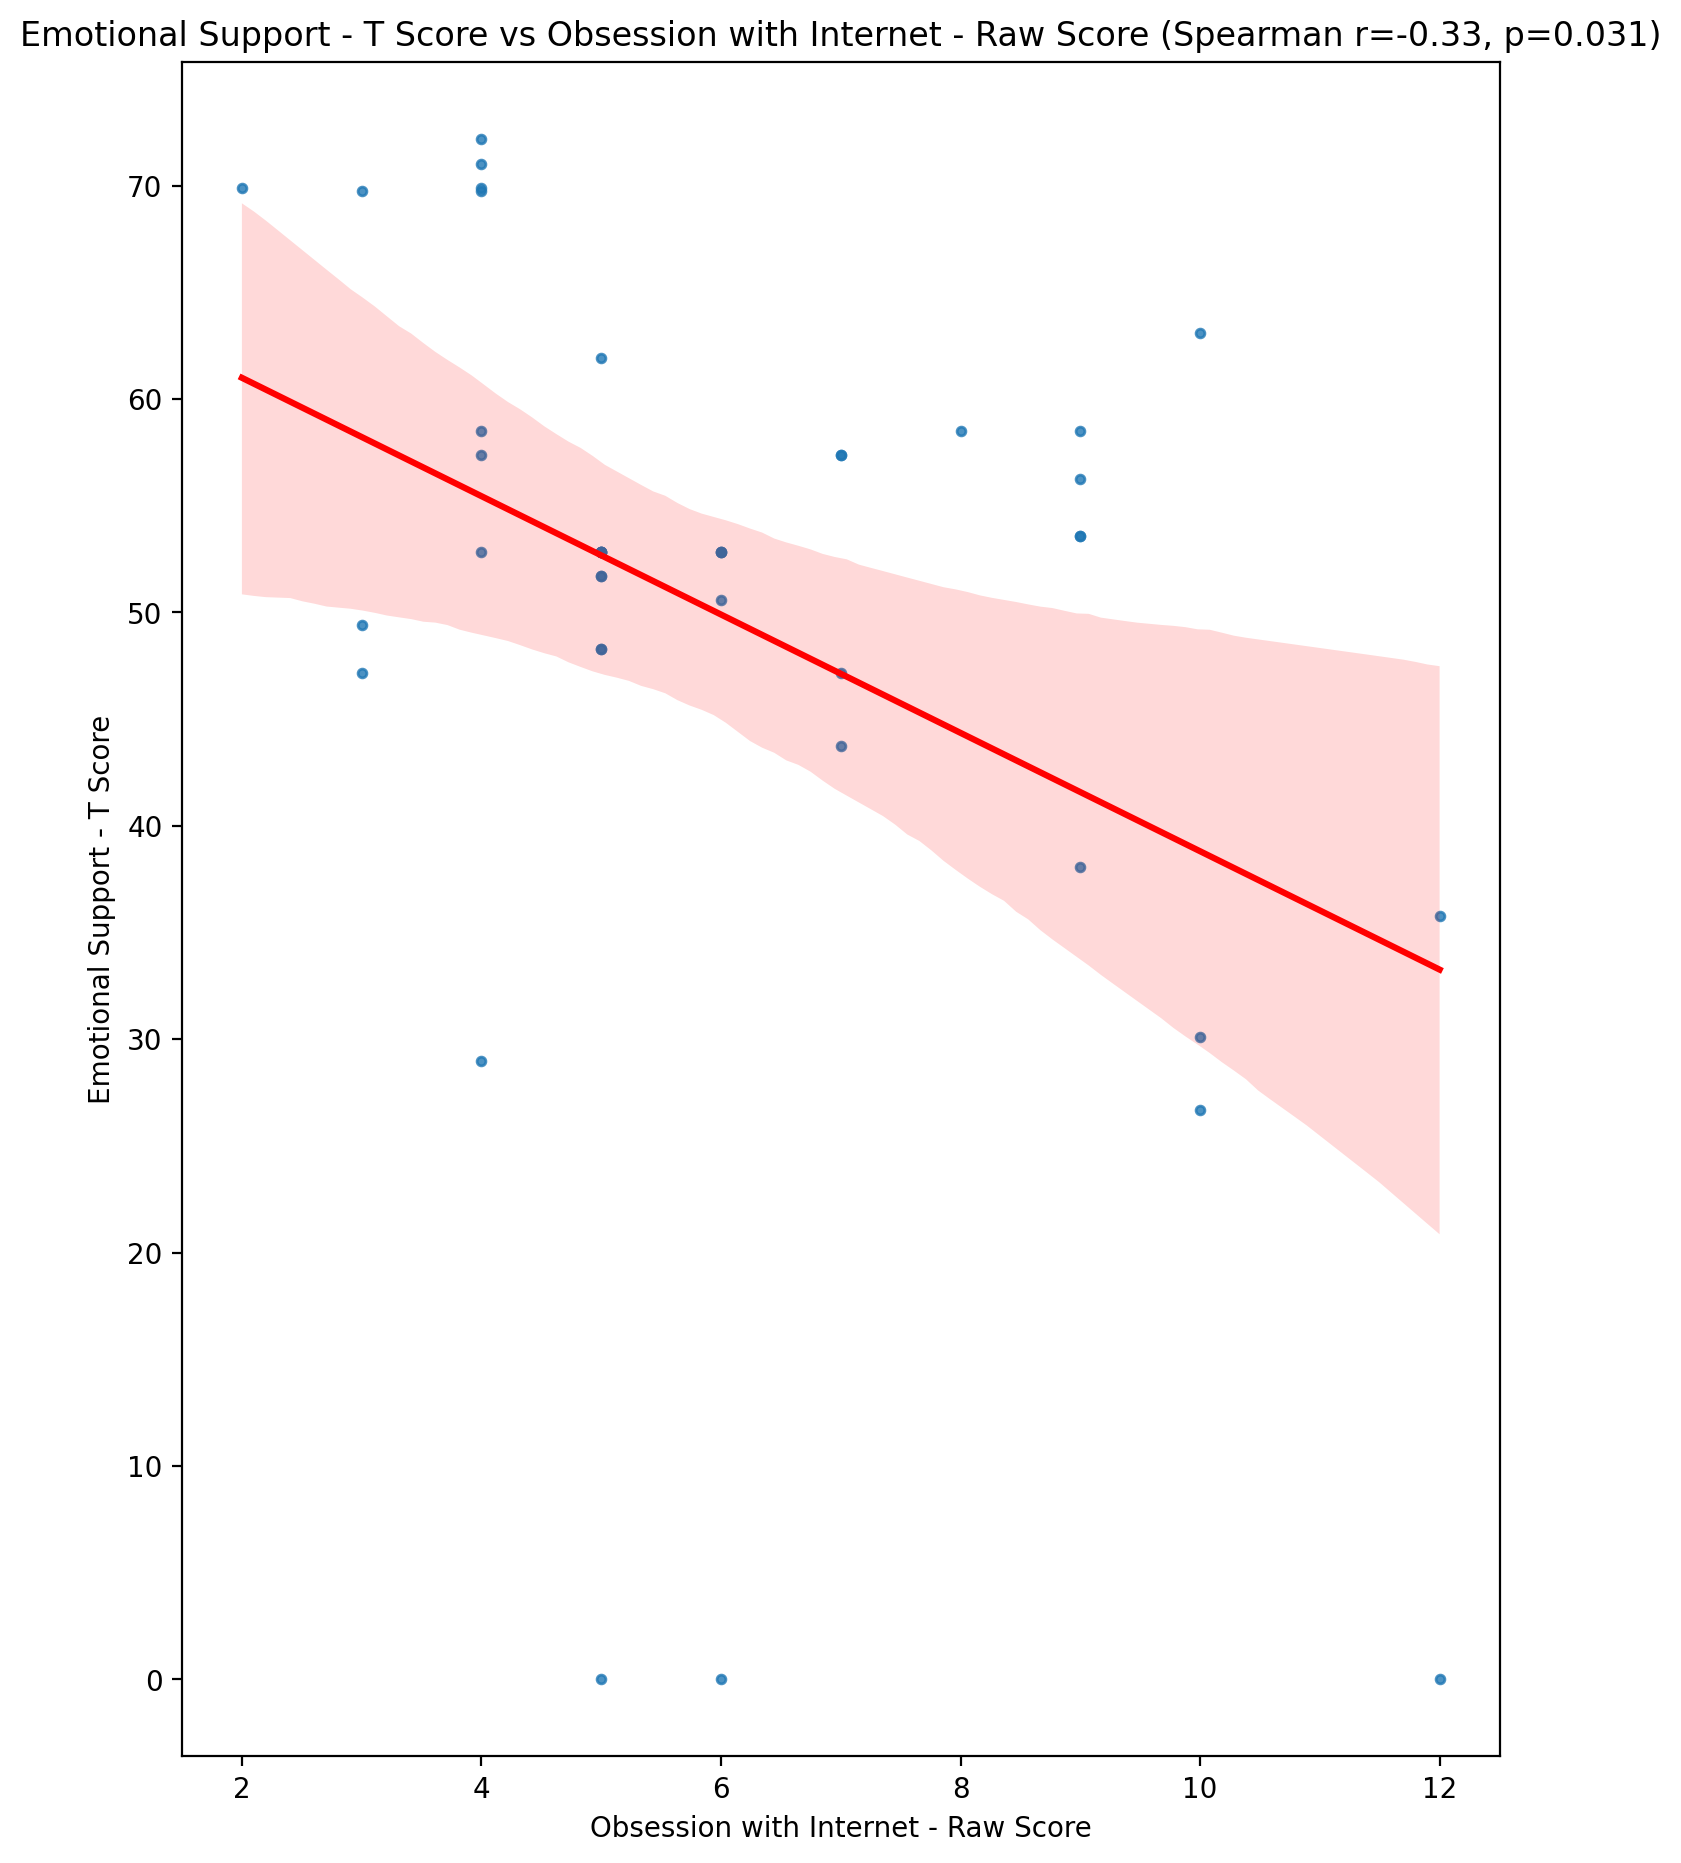 Emotional Support - T Score vs Obsession with Internet - Raw Score (Spearman r=-0.33, p=0.031)
70
60
50
40
30
20
10
0
Emotional Support - T Score
2 4 6 8 10 12
Obsession with Internet - Raw Score